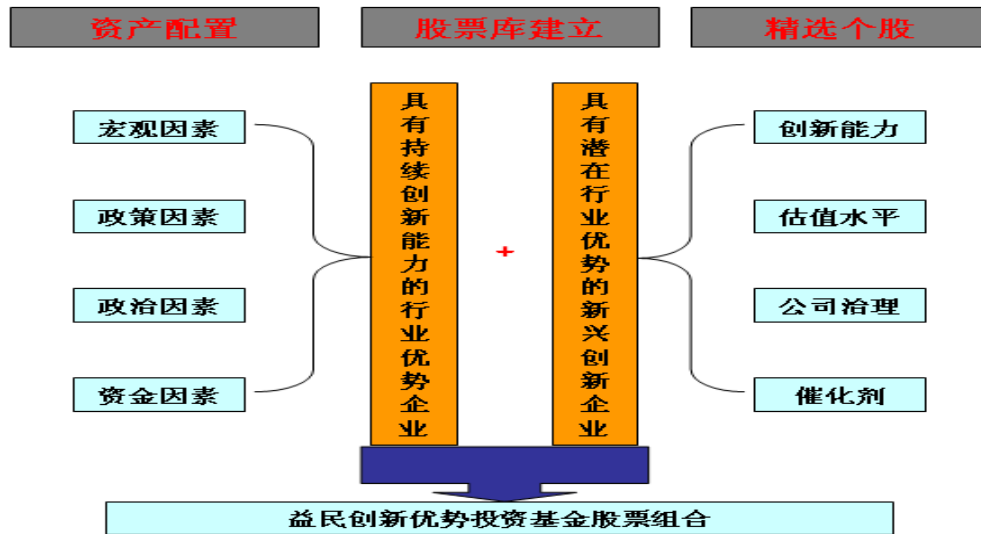 资产配置
股票库建立
精选个股
宏观因素
政策因素
政治因素
资金因素
具有持续创新能力的行业优势企业
+
具有潜在行业优势的新兴创新企业
创新能力
估值水平
公司治理
催化剂
益民创新优势投资基金股票组合